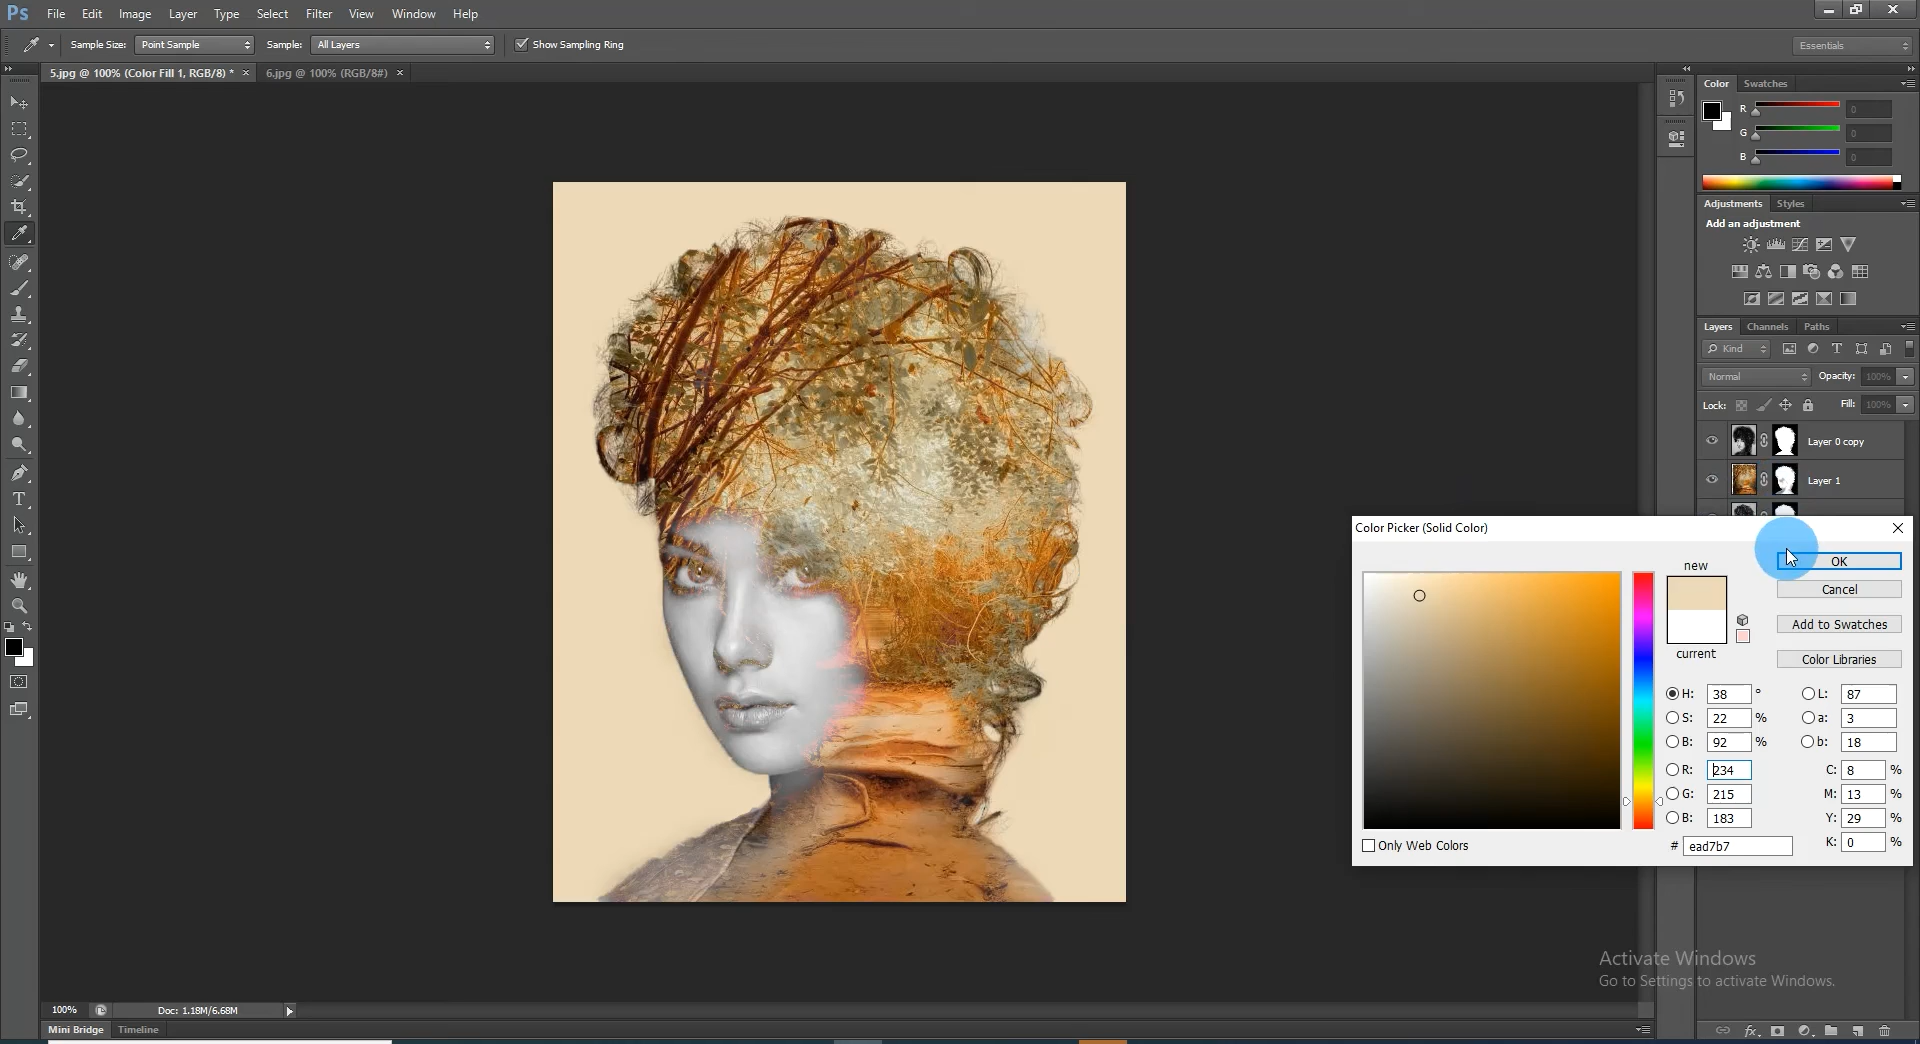 Ps File Edit Image Layer Type Select Filter View Window Help
Sample Size: Point Sample Sample: All Layers Show Sampling Ring Essentials
5.jpg @ 100% (Color Fill 1, RGB/8) * × 6.jpg @ 100% (RGB/8#) ×
Color Swatches
R 0
G 0
B 0
Adjustments Styles
Add an adjustment
Layers Channels Paths
Kind
Normal Opacity: 100%
Lock: Fill: 100%
Layer 0 copy
Layer 1
Color Picker (Solid Color)
new
OK
Cancel
Add to Swatches
current
Color Libraries
H: 38 ° L: 87
S: 22 % a: 3
B: 92 % b: 18
R: 234 C: 8 %
G: 215 M: 13 %
B: 183 Y: 29 %
Only Web Colors # ead7b7 K: 0 %
Activate Windows
Go to Settings to activate Windows.
100% Doc: 1.18M/6.68M
Mini Bridge Timeline
fx